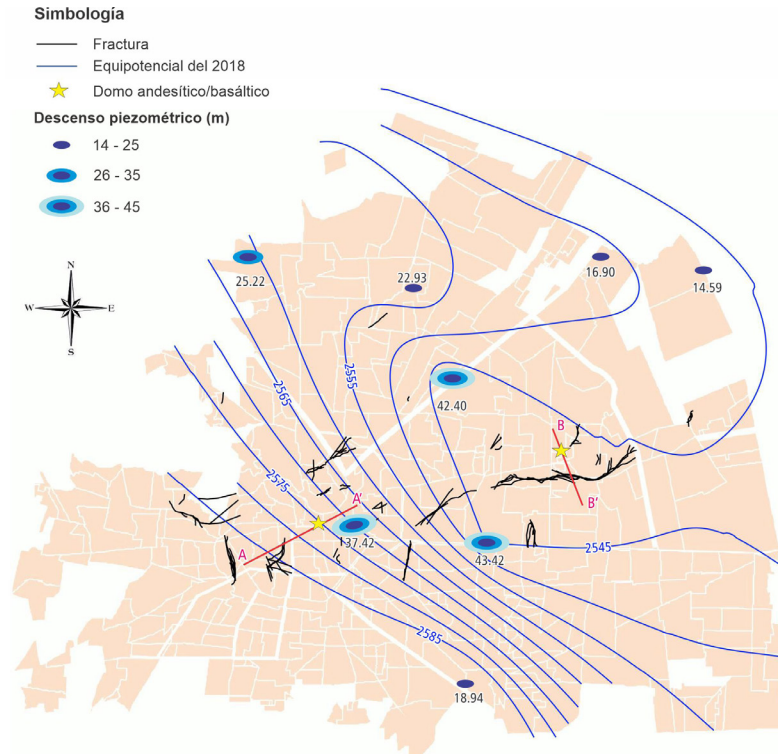 Simbología
Fractura
Equipotencial del 2018
Domo andesítico/basáltico
Descenso piezométrico (m)
14 - 25
26 - 35
36 - 45
N
W E
S
25.22
22.93
16.90
14.59
2565
2555
42.40
B
B'
2575
A'
A
37.42
43.42
2545
2585
18.94